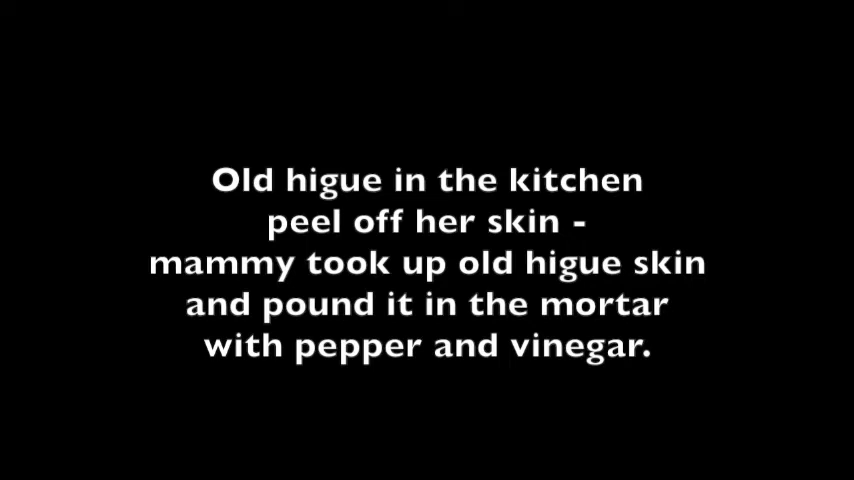 Old higue in the kitchen
peel off her skin -
mammy took up old higue skin
and pound it in the mortar
with pepper and vinegar.